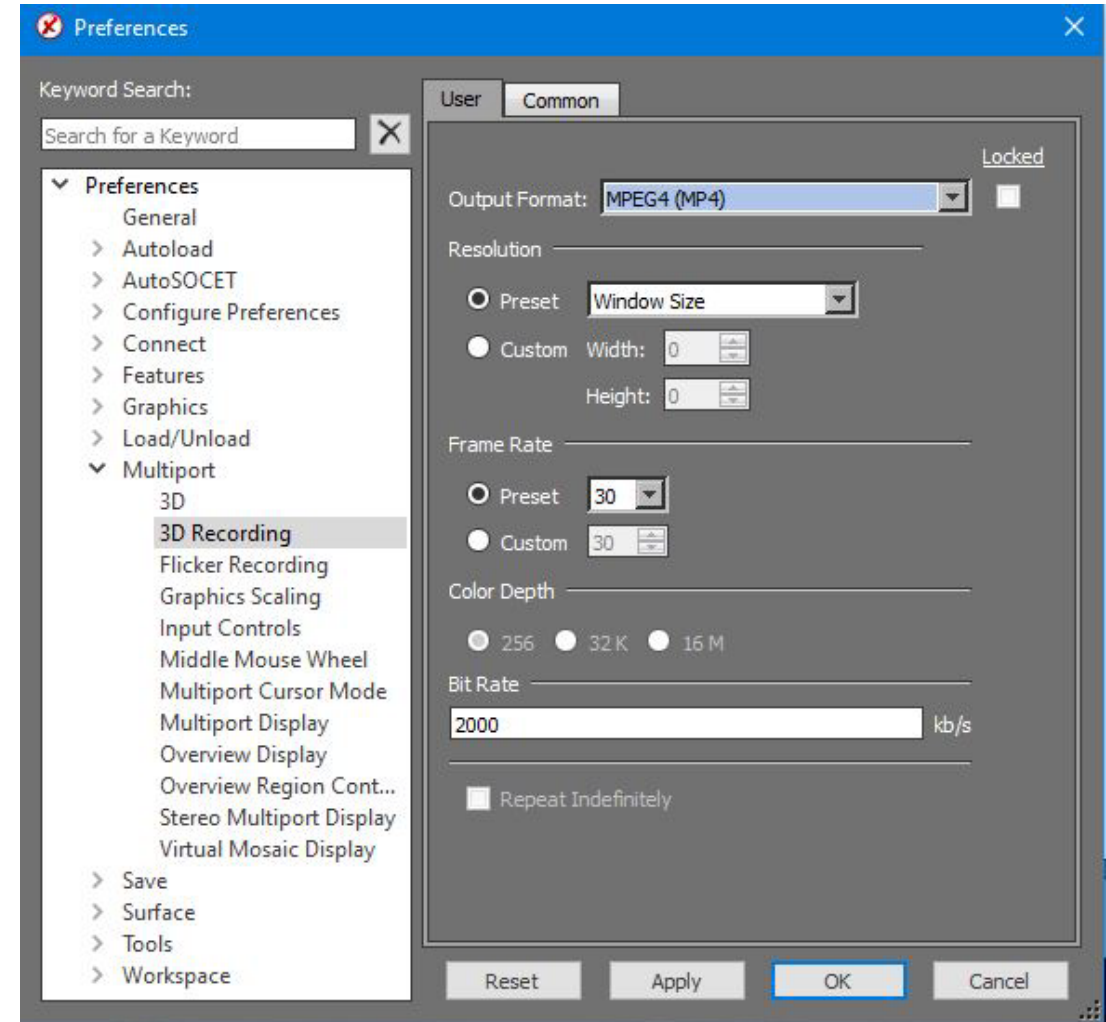 Preferences
Keyword Search:
Search for a Keyword
Preferences
General
Autoload
AutoSOCET
Configure Preferences
Connect
Features
Graphics
Load/Unload
Multiport
3D
3D Recording
Flicker Recording
Graphics Scaling
Input Controls
Middle Mouse Wheel
Multiport Cursor Mode
Multiport Display
Overview Display
Overview Region Cont...
Stereo Multiport Display
Virtual Mosaic Display
Save
Surface
Tools
Workspace
User Common
Locked
Output Format: MPEG4 (MP4)
Resolution
Preset Window Size
Custom Width: 0
Height: 0
Frame Rate
Preset 30
Custom 30
Color Depth
256 32 K 16 M
Bit Rate
2000 kb/s
Repeat Indefinitely
Reset Apply OK Cancel